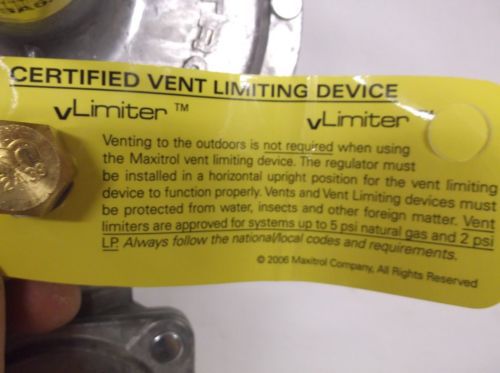 CERTIFIED VENT LIMITING DEVICE
vLimiter™ vLimiter™
Venting to the outdoors is not required when using
the Maxitrol vent limiting device. The regulator must
be installed in a horizontal upright position for the vent limiting
device to function properly. Vents and Vent Limiting devices must
be protected from water, insects and other foreign matter. Vent
limiters are approved for systems up to 5 psi natural gas and 2 psi
LP. Always follow the national/local codes and requirements.
© 2006 Maxitrol Company, All Rights Reserved